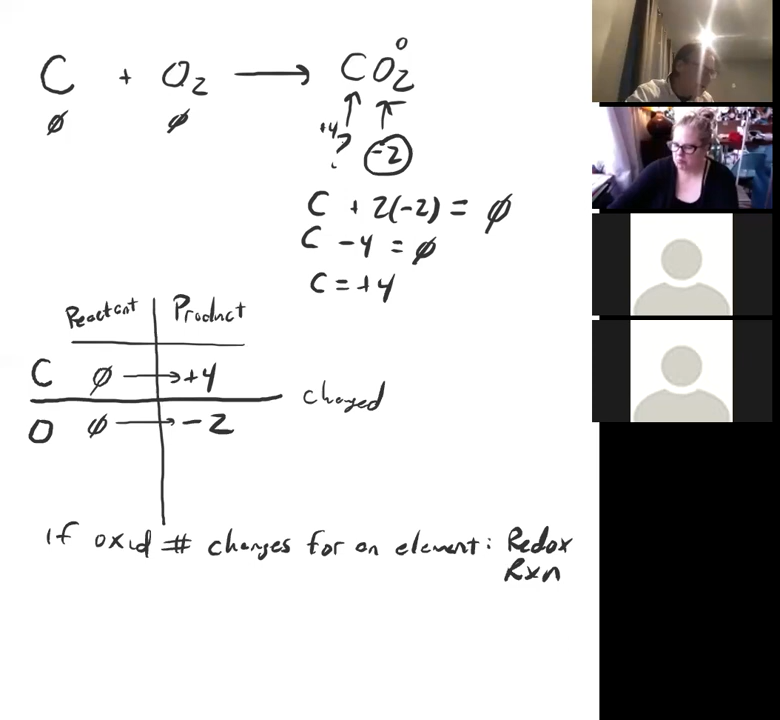 C + O₂ → CO₂ 0
∅ ∅
+4 ? -2
C + 2(-2) = ∅
C - 4 = ∅
C = +4
Reactant Product
C ∅ → +4
changed
O ∅ → -2
If oxid # changes for an element: Redox
Rxn